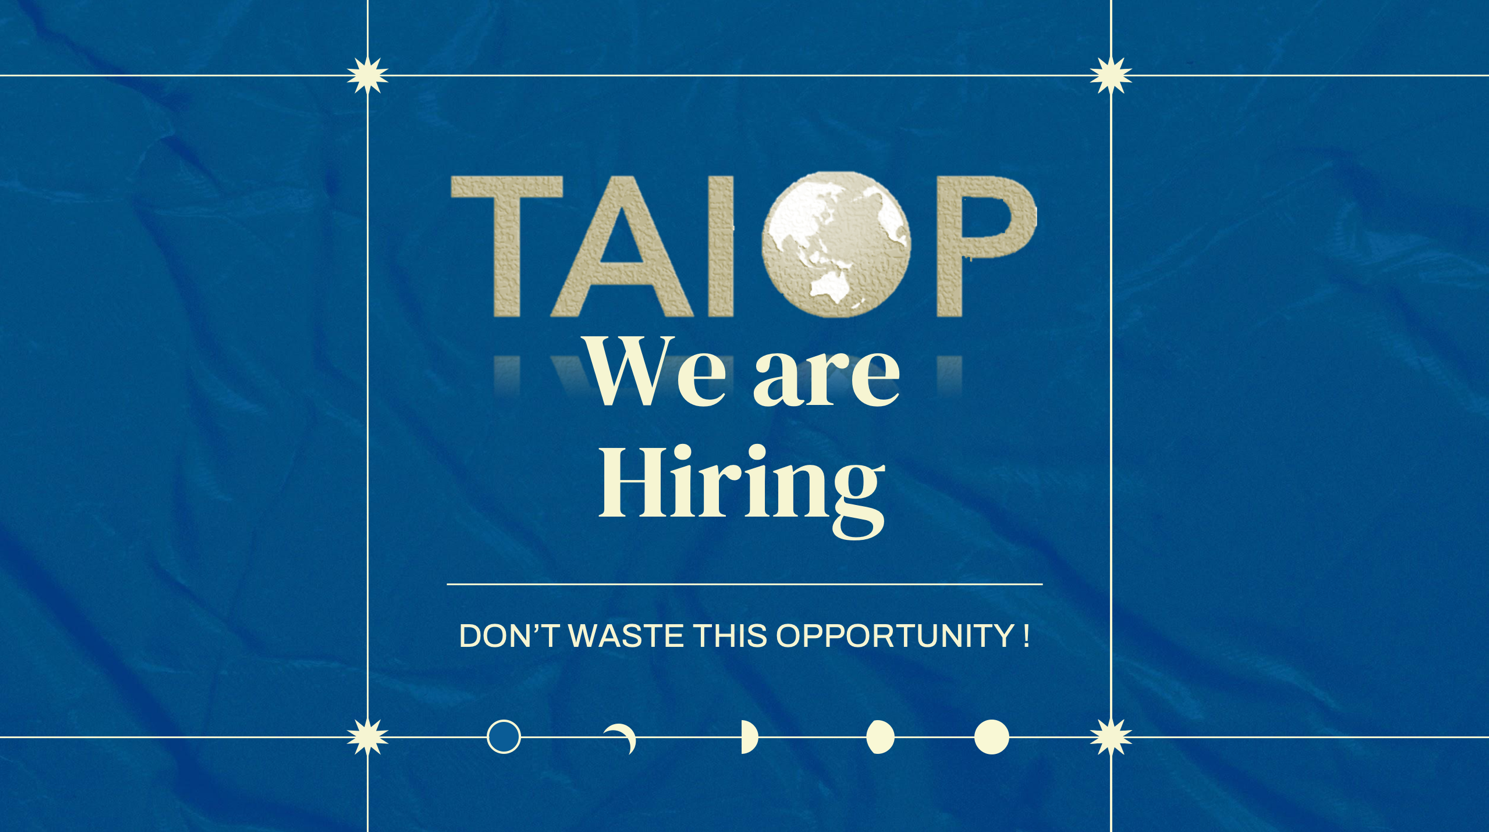 TAIOP
We are
Hiring
DON’T WASTE THIS OPPORTUNITY !